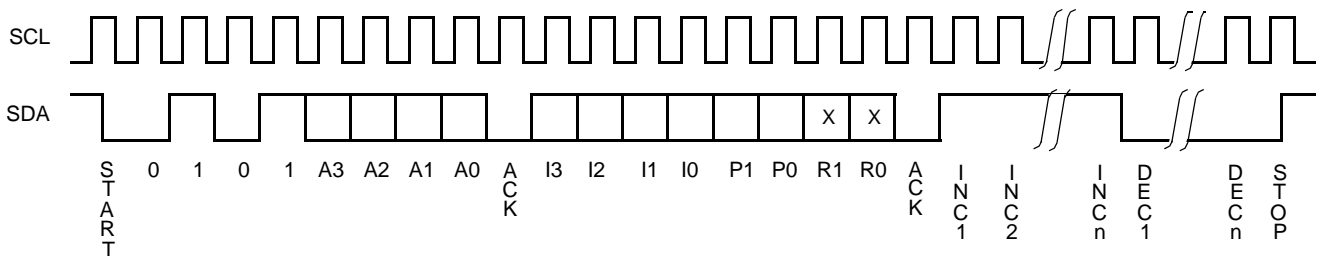 SCL
SDA
X X
START 0 1 0 1 A3 A2 A1 A0 ACK I3 I2 I1 I0 P1 P0 R1 R0 ACK INC1 INC2 INCn DEC1 DECn STOP